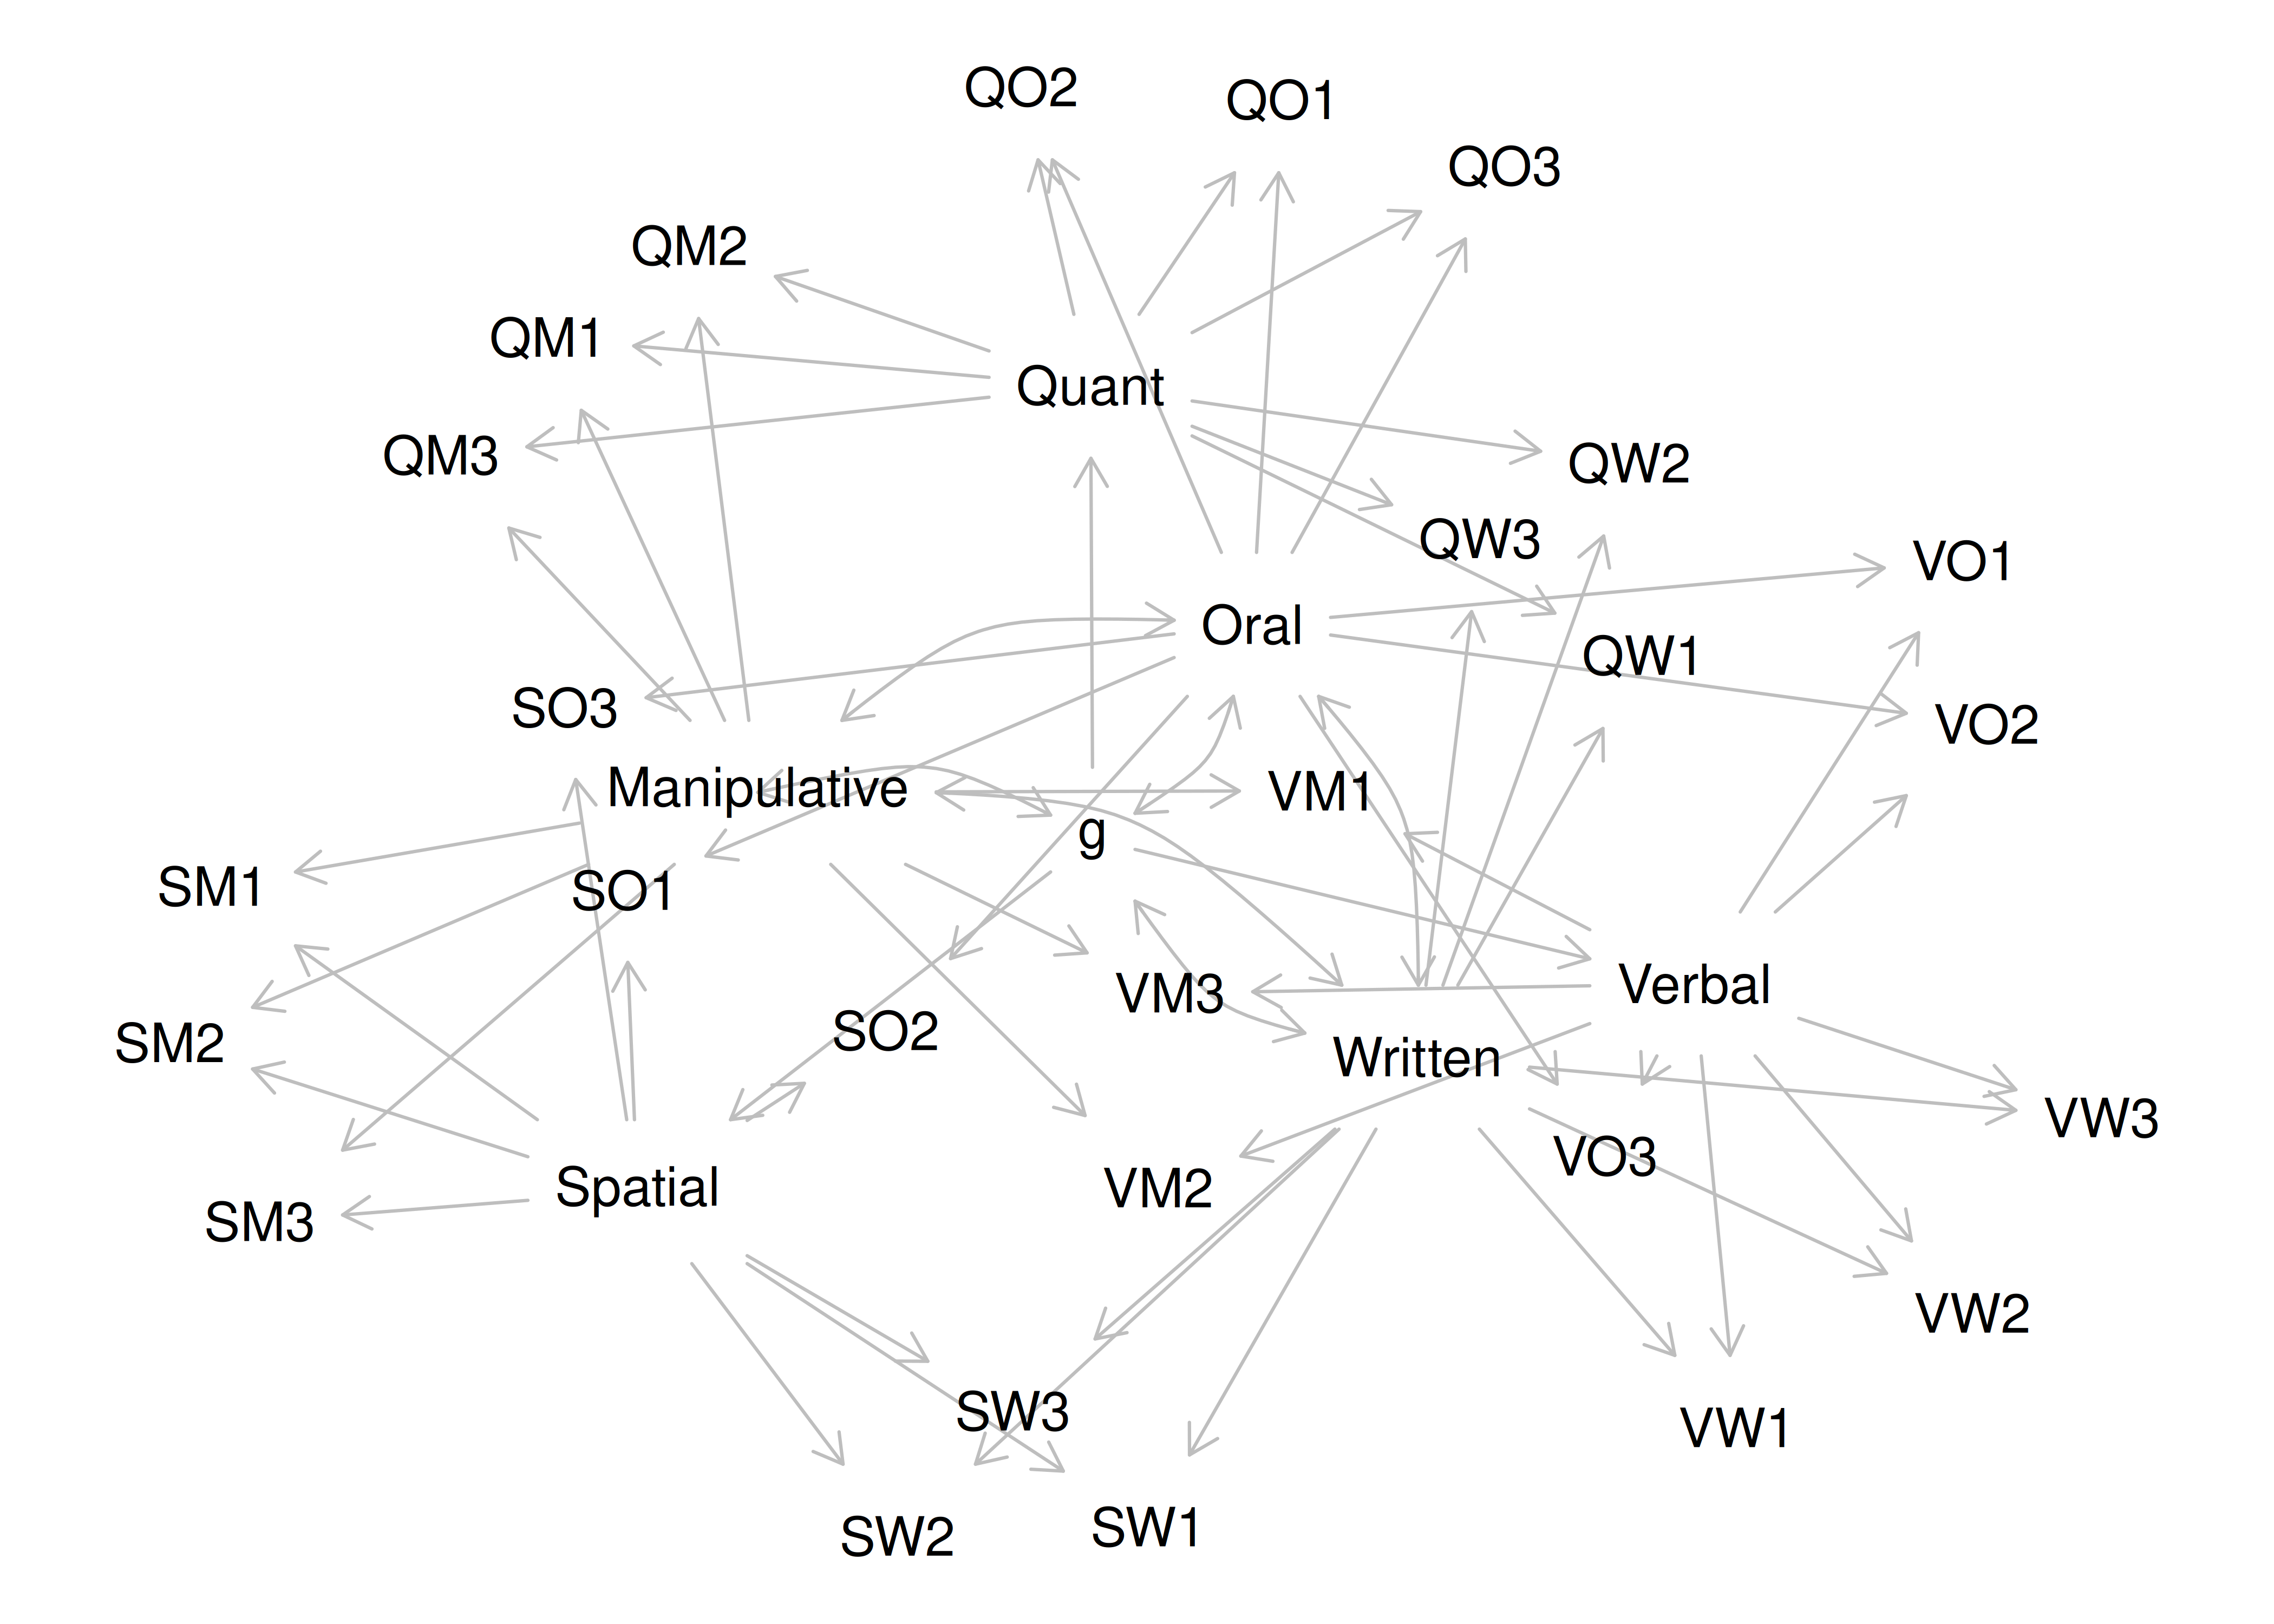 QO2
QO1
QO3
QM2
QM1
Quant
QM3
QW2
QW3
VO1
Oral
QW1
SO3
VO2
Manipulative
VM1
g
SM1
SO1
Verbal
VM3
SO2
SM2
Written
VW3
VO3
Spatial
VM2
SM3
VW2
SW3
VW1
SW1
SW2